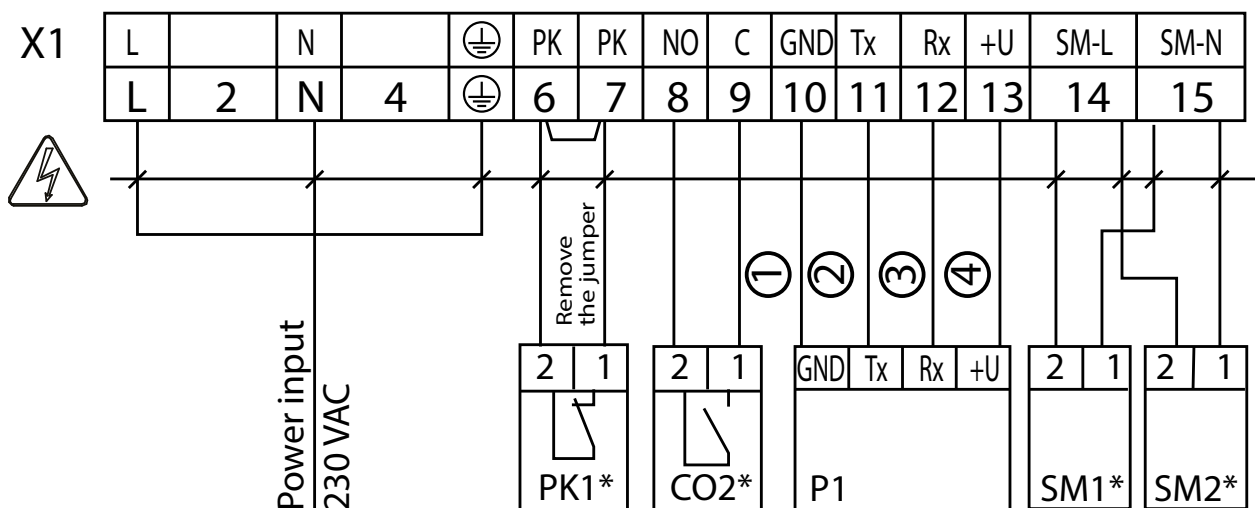 X1 L N PK PK NO C GND Tx Rx +U SM-L SM-N
L 2 N 4 6 7 8 9 10 11 12 13 14 15
Remove
the jumper
1 2 3 4
Power input
230 VAC
2 1 2 1 GND Tx Rx +U 2 1 2 1
PK1* CO2* P1 SM1* SM2*